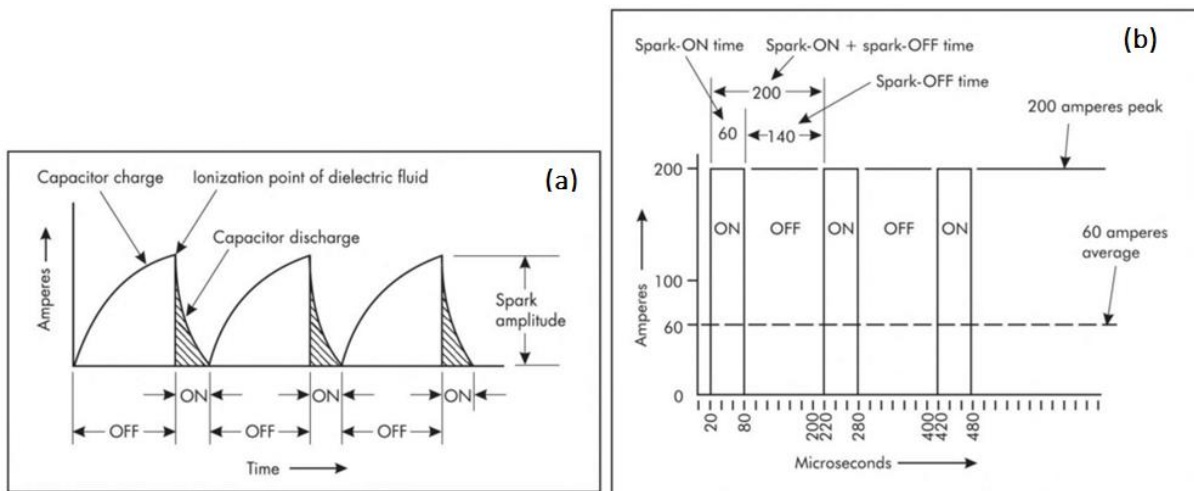 (a)
Capacitor charge
Ionization point of dielectric fluid
Capacitor discharge
Amperes
Spark
amplitude
ON
ON
ON
OFF
OFF
OFF
Time
(b)
Spark-ON time
Spark-ON + spark-OFF time
200
Spark-OFF time
60
140
200 amperes peak
200
ON
OFF
ON
OFF
ON
60 amperes
average
100
60
0
Amperes
20
80
200
220
280
400
420
480
Microseconds